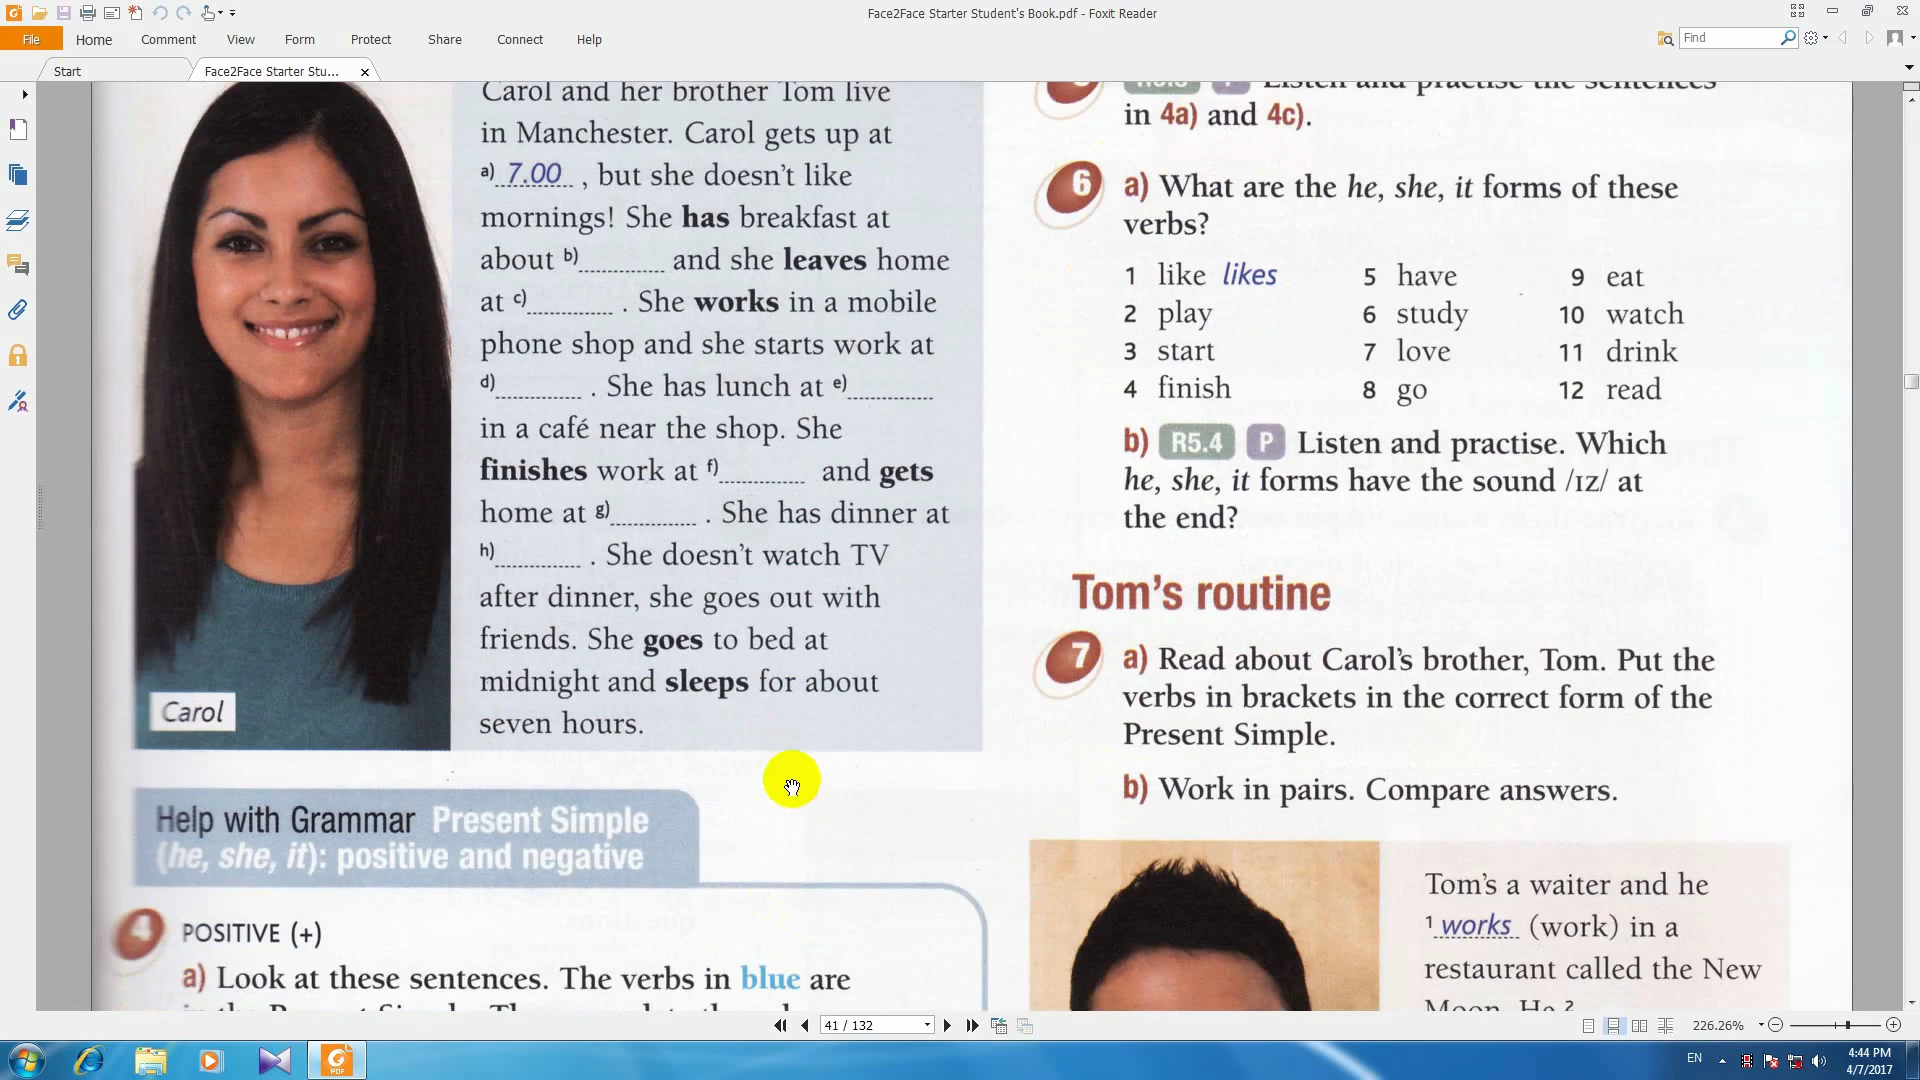 Face2Face Starter Student's Book.pdf - Foxit Reader
File Home Comment View Form Protect Share Connect Help
Find
Start
Face2Face Starter Stu...
Carol and her brother Tom live
in Manchester. Carol gets up at
a) 7.00 , but she doesn't like
mornings! She has breakfast at
about b) and she leaves home
at c) . She works in a mobile
phone shop and she starts work at
d) . She has lunch at e)
in a café near the shop. She
finishes work at f) and gets
home at g) . She has dinner at
h) . She doesn't watch TV
after dinner, she goes out with
friends. She goes to bed at
midnight and sleeps for about
seven hours.
Carol
Help with Grammar Present Simple
(he, she, it): positive and negative
4 POSITIVE (+)
a) Look at these sentences. The verbs in blue are
Listen and practise the sentences
in 4a) and 4c).
6 a) What are the he, she, it forms of these
verbs?
1 like likes 5 have 9 eat
2 play 6 study 10 watch
3 start 7 love 11 drink
4 finish 8 go 12 read
b) R5.4 P Listen and practise. Which
he, she, it forms have the sound /ɪz/ at
the end?
Tom's routine
7 a) Read about Carol's brother, Tom. Put the
verbs in brackets in the correct form of the
Present Simple.
b) Work in pairs. Compare answers.
Tom's a waiter and he
1 works (work) in a
restaurant called the New
Moon. He 2
41 / 132
226.26%
EN
4:44 PM
4/7/2017